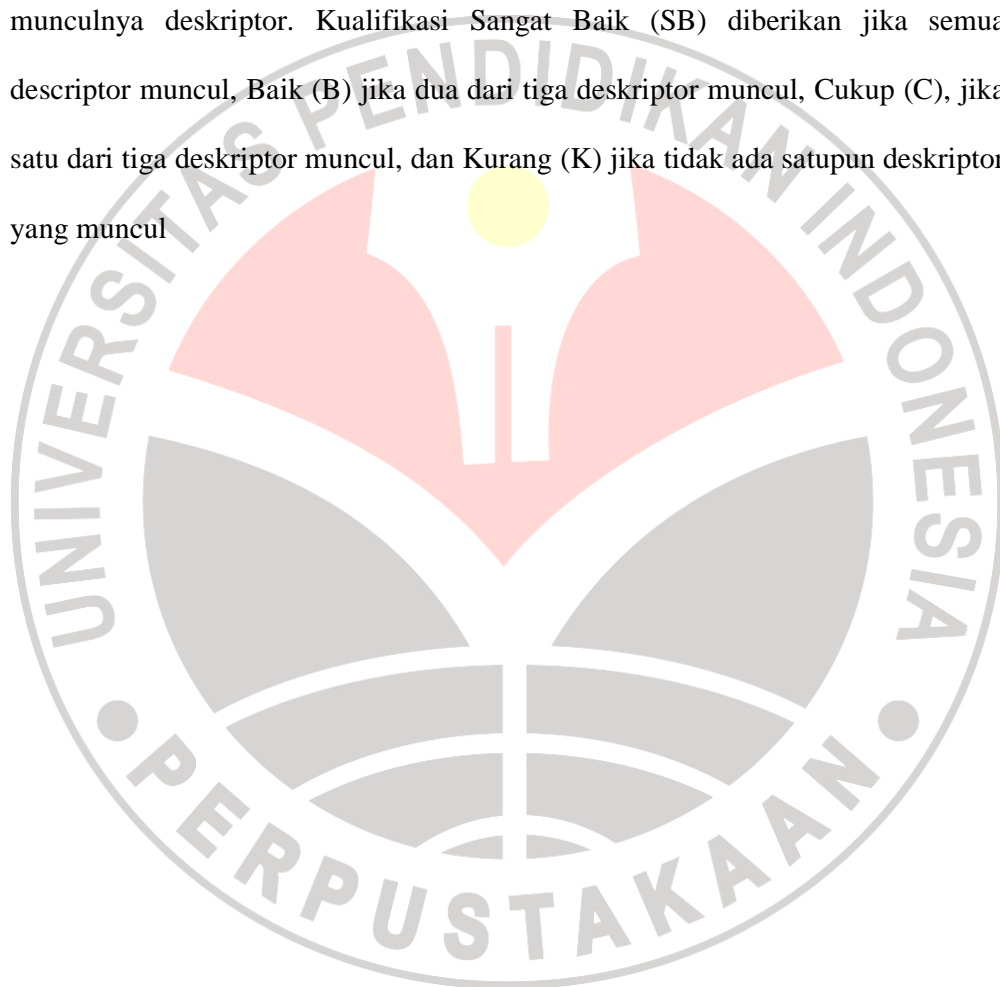 munculnya deskriptor. Kualifikasi Sangat Baik (SB) diberikan jika semua
descriptor muncul, Baik (B) jika dua dari tiga deskriptor muncul, Cukup (C), jika
satu dari tiga deskriptor muncul, dan Kurang (K) jika tidak ada satupun deskriptor
yang muncul
UNIVERSITAS PENDIDIKAN INDONESIA
PERPUSTAKAAN